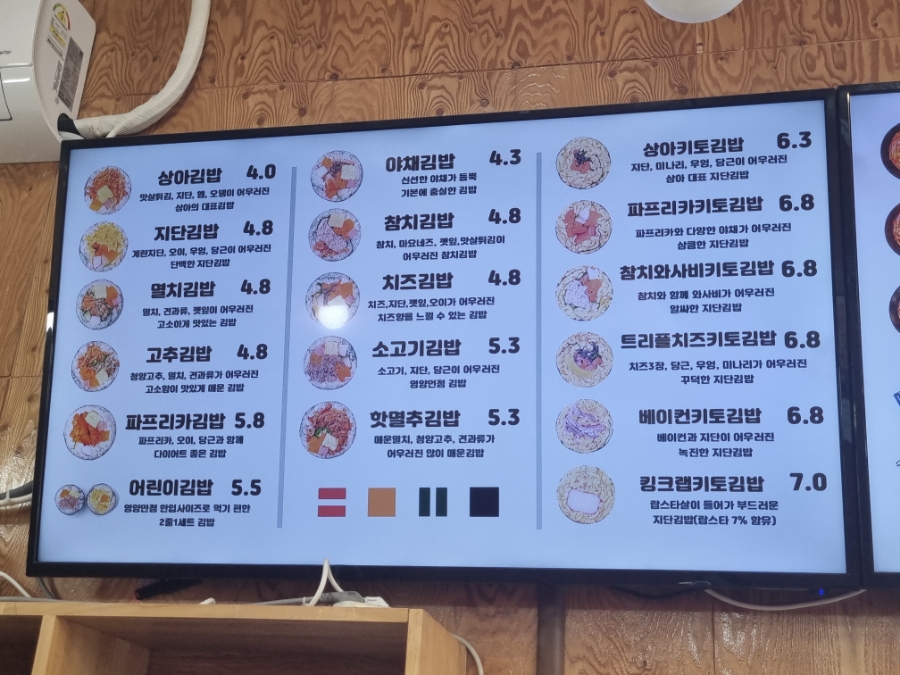 상아김밥 4.0
맛살튀김, 지단, 햄, 오뎅이 어우러진
상아의 대표김밥
지단김밥 4.8
계란지단, 오이, 우엉, 당근이 어우러진
단백한 지단김밥
멸치김밥 4.8
멸치, 견과류, 깻잎이 어우러진
고소하게 맛있는 김밥
고추김밥 4.8
청양고추, 멸치, 견과류가 어우러진
고소함이 맛있게 매운 김밥
파프리카김밥 5.8
파프리카, 오이, 당근과 함께
다이어트 좋은 김밥
어린이김밥 5.5
영양만점 한입사이즈로 먹기 편한
2줄1세트 김밥
야채김밥 4.3
신선한 야채가 듬뿍
기본에 충실한 김밥
참치김밥 4.8
참치, 마요네즈, 깻잎,맛살튀김이
어우러진 참치김밥
치즈김밥 4.8
치즈,지단,깻잎,오이가 어우러진
치즈향을 느낄 수 있는 김밥
소고기김밥 5.3
소고기, 지단, 당근이 어우러진
영양만점 김밥
핫멸추김밥 5.3
매운멸치, 청양고추, 견과류가
어우러진 많이 매운김밥
상아키토김밥 6.3
지단, 미나리, 우엉, 당근이 어우러진
상아 대표 지단김밥
파프리카키토김밥 6.8
파프리카와 다양한 야채가 어우러진
상큼한 지단김밥
참치와사비키토김밥 6.8
참치와 함께 와사비가 어우러진
알싸한 지단김밥
트리플치즈키토김밥 6.8
치즈3장, 당근, 우엉, 미나리가 어우러진
꾸덕한 지단김밥
베이컨키토김밥 6.8
베이컨과 지단이 어우러진
녹진한 지단김밥
킹크랩키토김밥 7.0
랍스타살이 들어가 부드러운
지단김밥(랍스타 7% 함유)